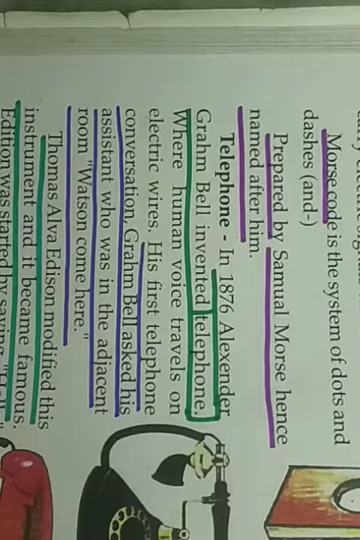 Morse code is the system of dots and
dashes (and-)
Prepared by Samual Morse hence
named after him.
Telephone - In 1876 Alexender
Grahm Bell invented telephone,
Where human voice travels on
electric wires. His first telephone
conversation, Grahm Bell asked his
assistant who was in the adjacent
room "Watson come here."
Thomas Alva Edison modified this
instrument and it became famous.
Edition was started by saying "Hello"